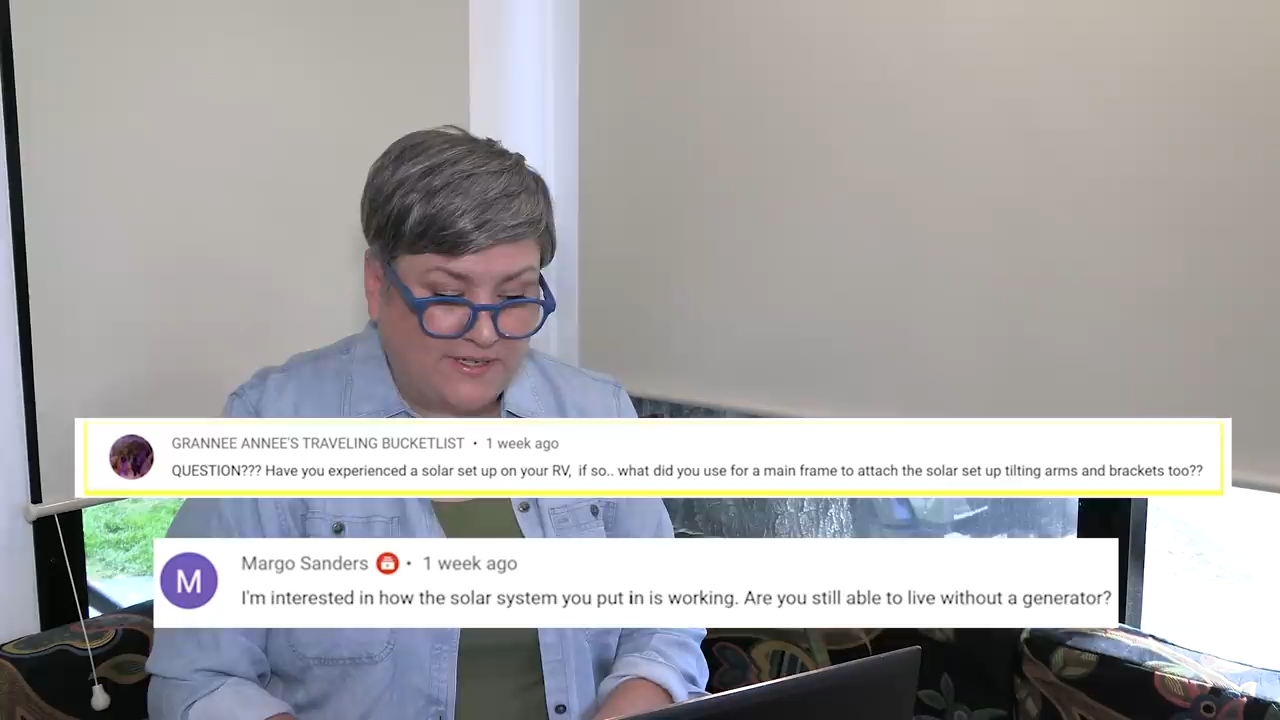 GRANNEE ANNEE'S TRAVELING BUCKETLIST • 1 week ago
QUESTION??? Have you experienced a solar set up on your RV, if so.. what did you use for a main frame to attach the solar set up tilting arms and brackets too??
M
Margo Sanders • 1 week ago
I'm interested in how the solar system you put in is working. Are you still able to live without a generator?